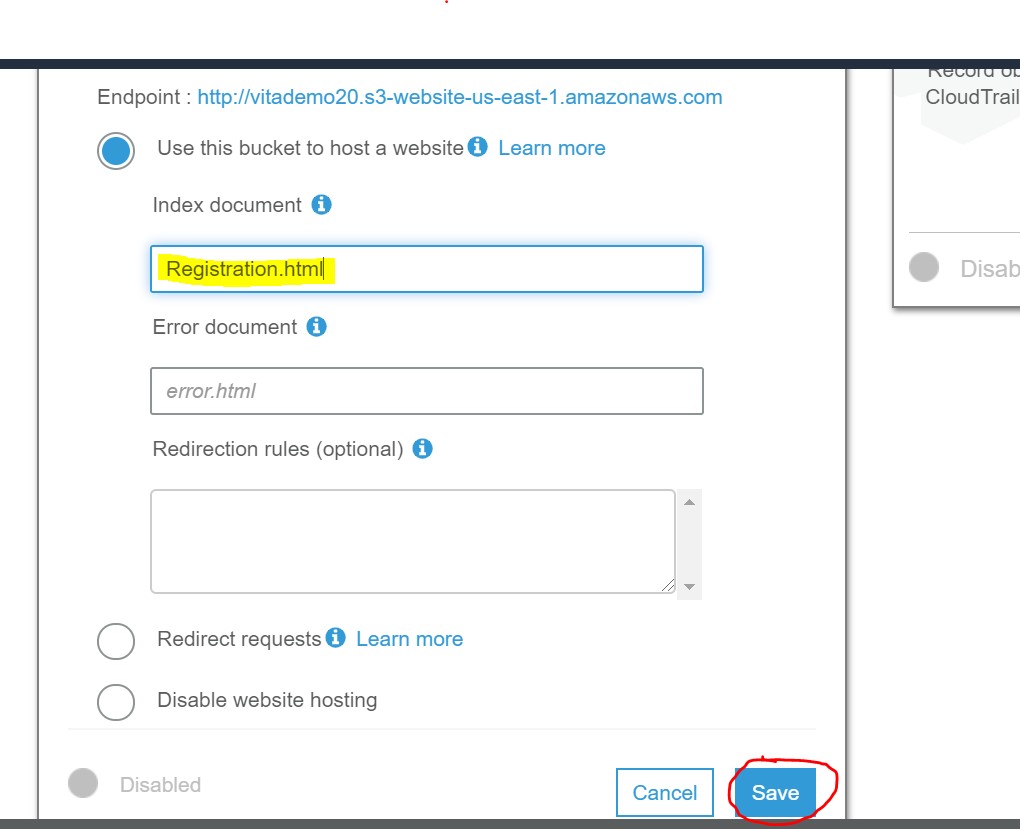 Endpoint : http://vitademo20.s3-website-us-east-1.amazonaws.com
Use this bucket to host a website Learn more
Index document
Registration.html
Error document
error.html
Redirection rules (optional)
Redirect requests Learn more
Disable website hosting
Disabled
Cancel
Save
Record ob
CloudTrail
Disab